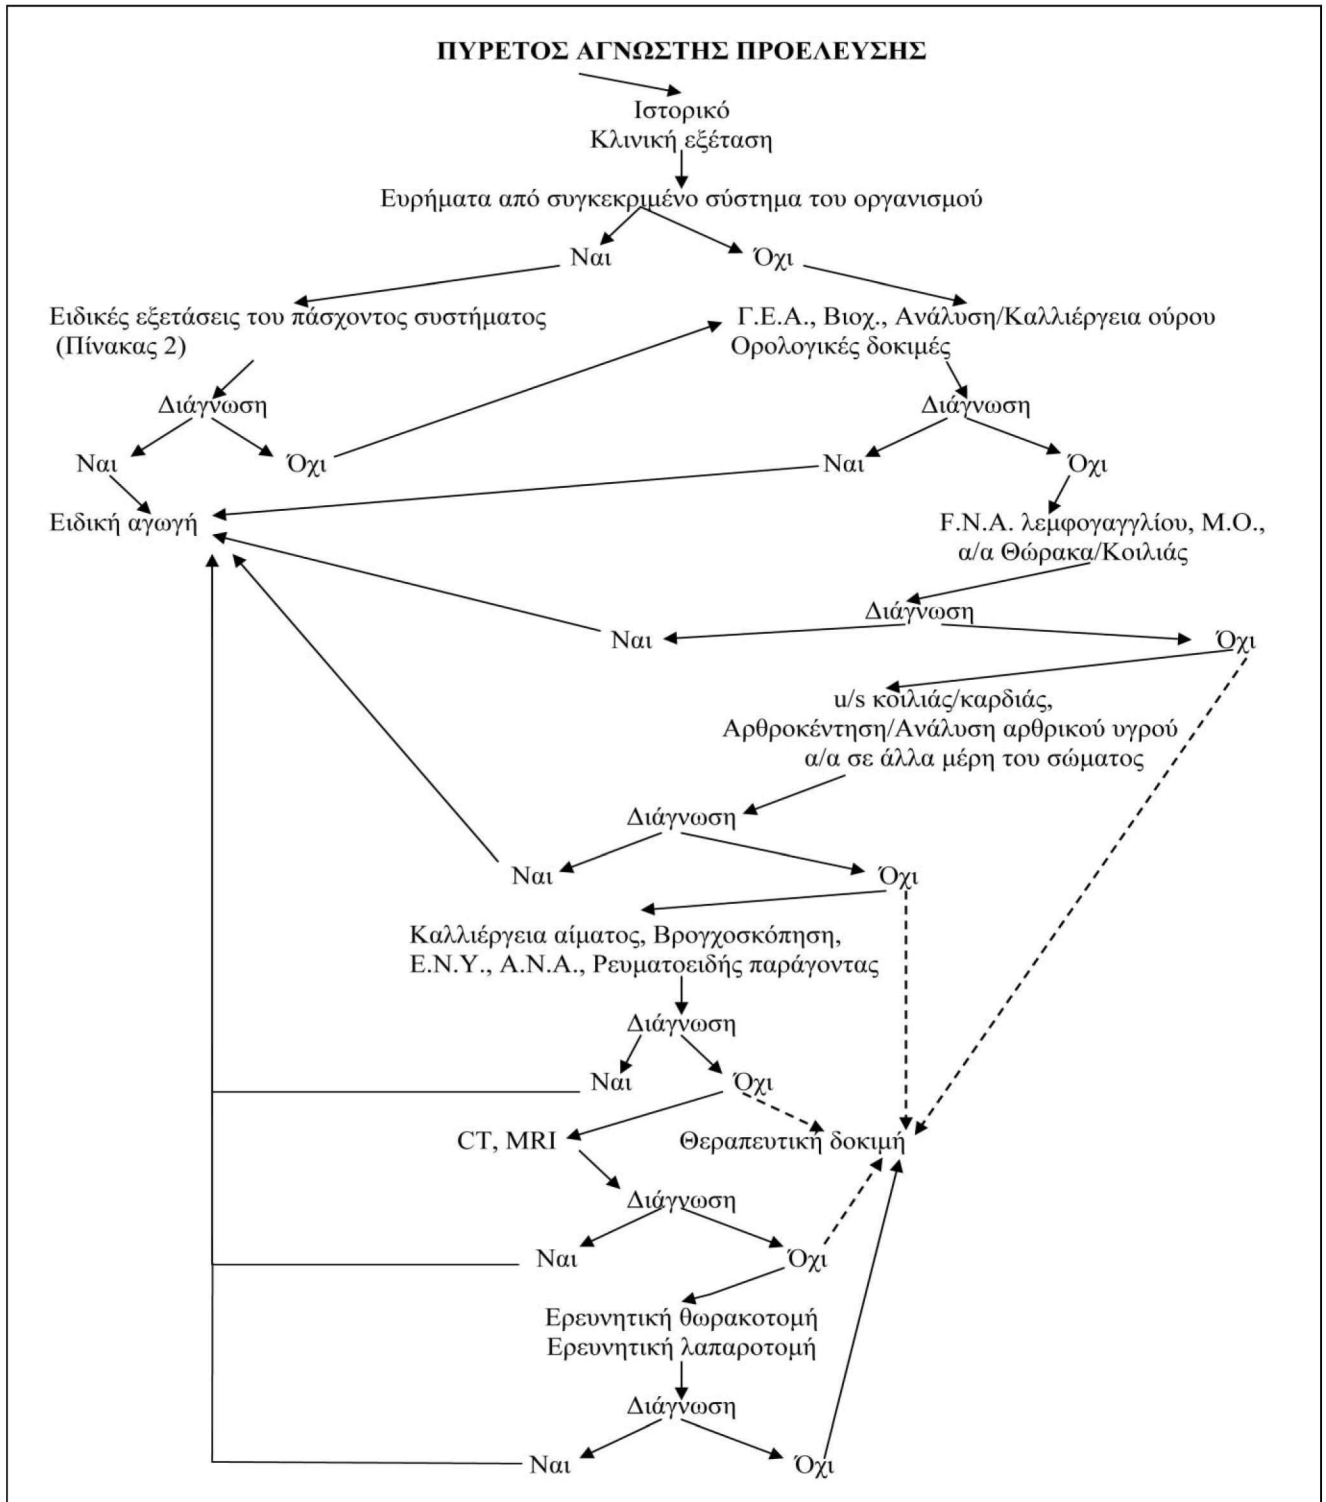 ΠΥΡΕΤΟΣ ΑΓΝΩΣΤΗΣ ΠΡΟΕΛΕΥΣΗΣ
Ιστορικό
Κλινική εξέταση
Ευρήματα από συγκεκριμένο σύστημα του οργανισμού
Ναι Όχι
Ειδικές εξετάσεις του πάσχοντος συστήματος
(Πίνακας 2)
Γ.Ε.Α., Βιοχ., Ανάλυση/Καλλιέργεια ούρου
Ορολογικές δοκιμές
Διάγνωση Διάγνωση
Ναι Όχι Ναι Όχι
Ειδική αγωγή
F.N.A. λεμφογαγγλίου, Μ.Ο.,
α/α Θώρακα/Κοιλιάς
Διάγνωση
Ναι Όχι
u/s κοιλιάς/καρδιάς,
Αρθροκέντηση/Ανάλυση αρθρικού υγρού
α/α σε άλλα μέρη του σώματος
Διάγνωση
Ναι Όχι
Καλλιέργεια αίματος, Βρογχοσκόπηση,
Ε.Ν.Υ., Α.Ν.Α., Ρευματοειδής παράγοντας
Διάγνωση
Ναι Όχι
CT, MRI Θεραπευτική δοκιμή
Διάγνωση
Ναι Όχι
Ερευνητική θωρακοτομή
Ερευνητική λαπαροτομή
Διάγνωση
Ναι Όχι